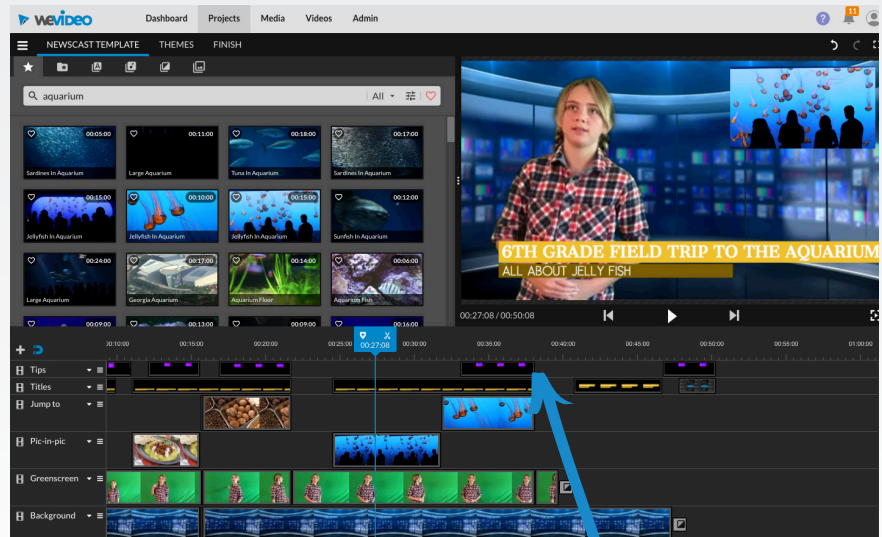 WeVideo Dashboard Projects Media Videos Admin ? 11
NEWSCAST TEMPLATE THEMES FINISH
aquarium All
00:05:00 00:11:00 00:18:00 00:17:00
Sardines In Aquarium Large Aquarium Tuna In Aquarium Sardines In Aquarium
00:15:00 00:10:00 00:15:00 00:12:00
Jellyfish In Aquarium Jellyfish In Aquarium Jellyfish In Aquarium Sunfish In Aquarium
00:24:00 00:17:00 00:14:00 00:06:00
Large Aquarium Georgia Aquarium Aquarium Floor Aquarium Fish
00:09:00 00:13:00 00:09:00 00:16:00
6TH GRADE FIELD TRIP TO THE AQUARIUM
ALL ABOUT JELLY FISH
00:27:08 / 00:50:08
00:10:00 00:15:00 00:20:00 00:25:00 00:27:08 00:30:00 00:35:00 00:40:00 00:45:00 00:50:00 00:55:00 01:00:00
Tips
Titles
Jump to
Pic-in-pic
Greenscreen
Background